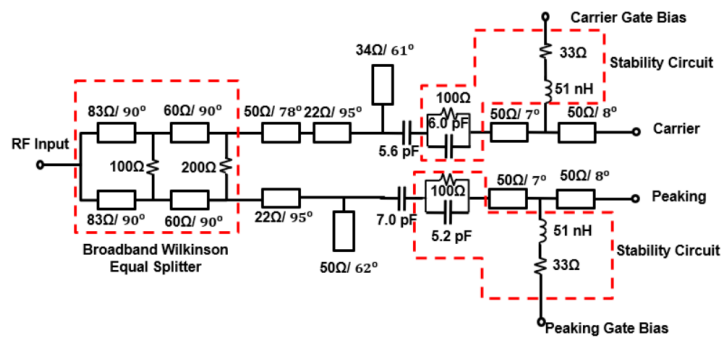 Carrier Gate Bias
34Ω/ 61°
33Ω
Stability Circuit
83Ω/ 90°
60Ω/ 90°
50Ω/ 78°
22Ω/ 95°
100Ω
51 nH
6.0 pF
50Ω/ 7°
50Ω/ 8°
RF Input
Carrier
5.6 pF
100Ω
200Ω
50Ω/ 7°
50Ω/ 8°
100Ω
Peaking
83Ω/ 90°
60Ω/ 90°
22Ω/ 95°
7.0 pF
5.2 pF
51 nH
Stability Circuit
Broadband Wilkinson
Equal Splitter
50Ω/ 62°
33Ω
Peaking Gate Bias